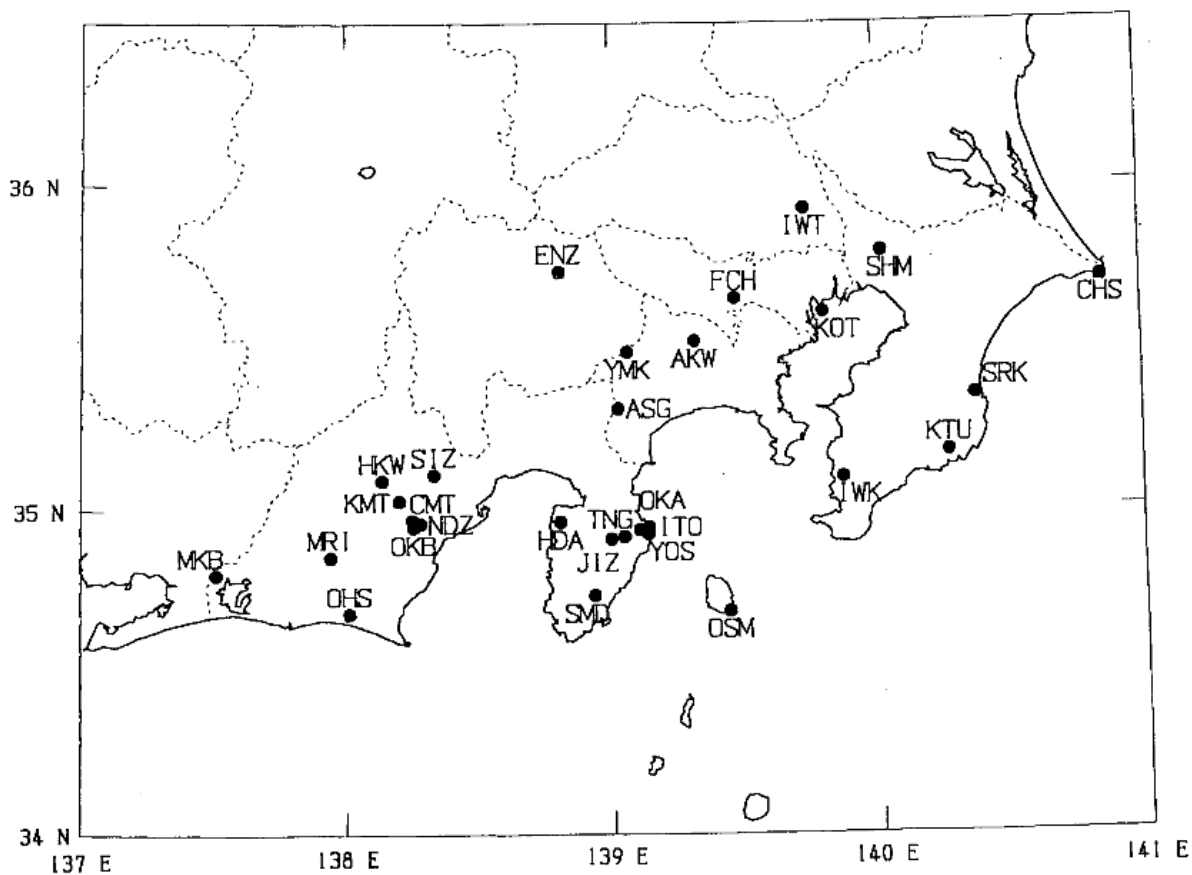 36 N
IWT
ENZ
SHM
FCH
CHS
KOT
AKW
YMK
SRK
ASG
KTU
SIZ
HKW
IWK
KMT
CMT
OKA
35 N
NDZ
TNG
ITO
OKB
HDA
YOS
MRI
JIZ
MKB
OHS
SMD
OSM
34 N
137 E
138 E
139 E
140 E
141 E